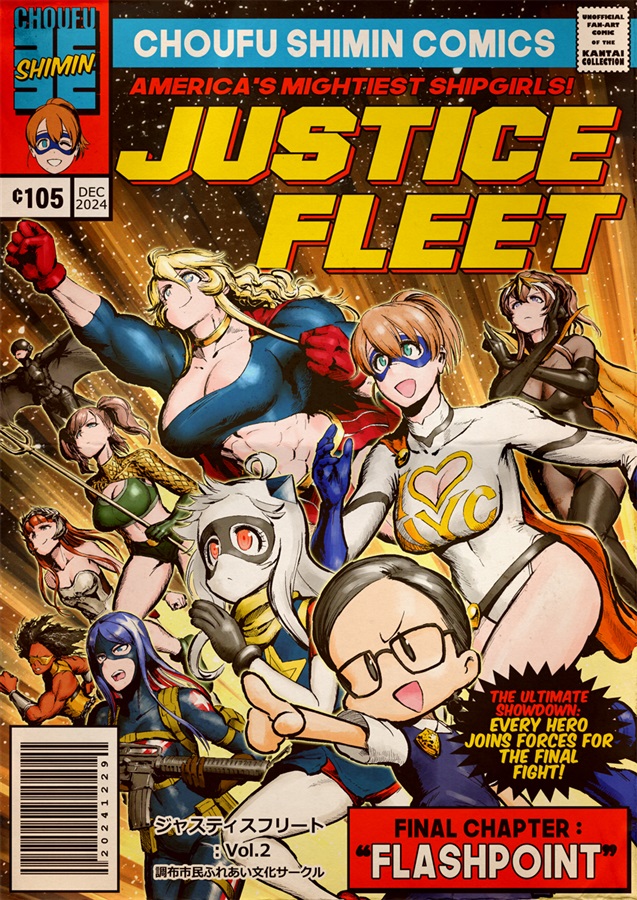 CHOUFU
SHIMIN
CHOUFU SHIMIN COMICS
UNOFFICIAL
FAN-ART
COMIC
OF THE
KANTAI
COLLECTION
AMERICA'S MIGHTIEST SHIPGIRLS!
JUSTICE
FLEET
¢105
DEC
2024
THE ULTIMATE
SHOWDOWN:
EVERY HERO
JOINS FORCES FOR
THE FINAL
FIGHT!
20241229
ジャスティスフリート
: Vol.2
調布市民ふれあい文化サークル
FINAL CHAPTER :
"FLASHPOINT"